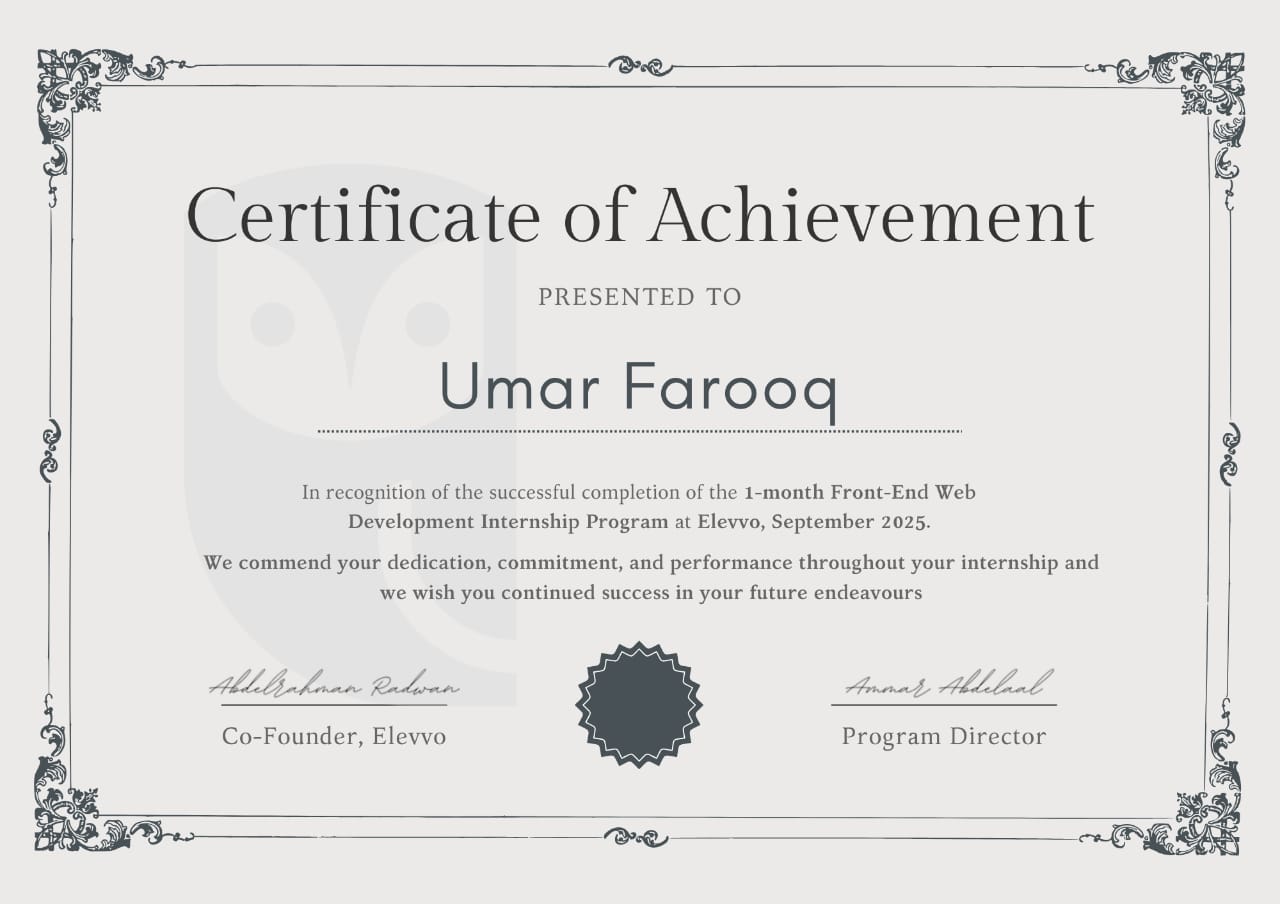 Certificate of Achievement
PRESENTED TO
Umar Farooq
In recognition of the successful completion of the 1-month Front-End Web
Development Internship Program at Elevvo, September 2025.
We commend your dedication, commitment, and performance throughout your internship and
we wish you continued success in your future endeavours
Abdelrahman Radwan
Ammar Abdelaal
Co-Founder, Elevvo
Program Director